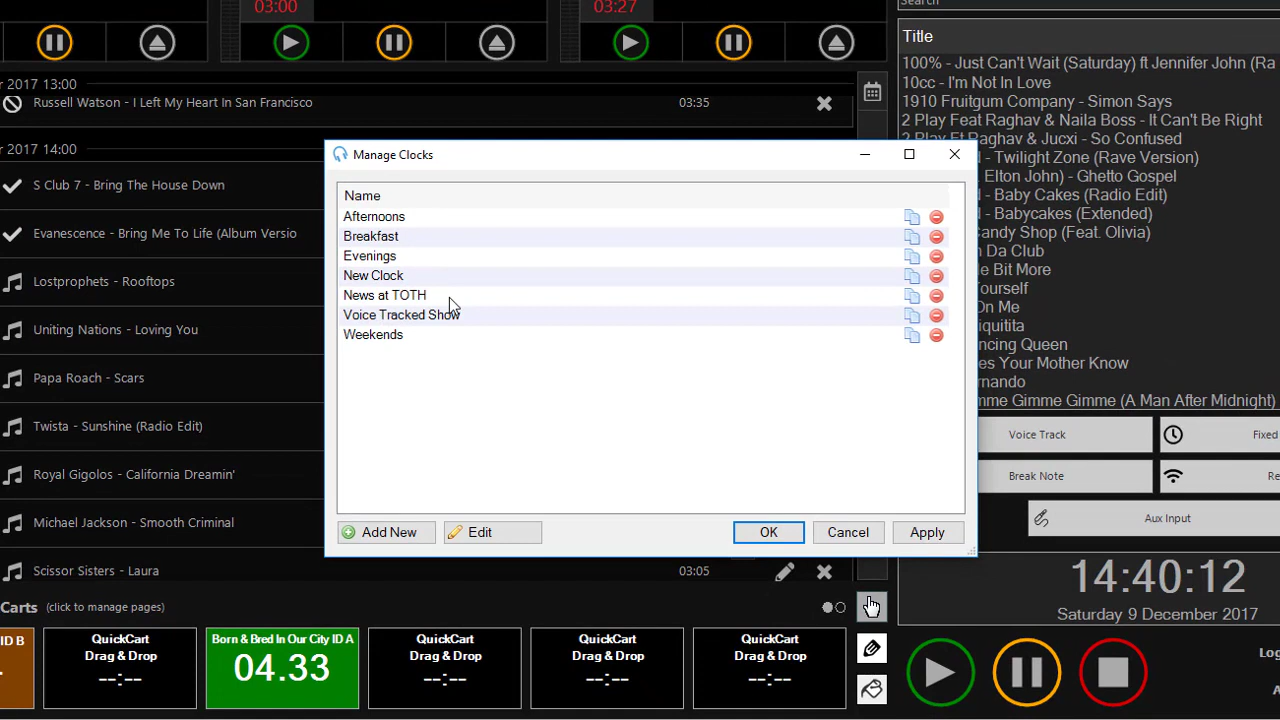 03:00
03:27
Search
Title
r 2017 13:00
Russell Watson - I Left My Heart In San Francisco 03:35
r 2017 14:00
S Club 7 - Bring The House Down
Evanescence - Bring Me To Life (Album Versio
Lostprophets - Rooftops
Uniting Nations - Loving You
Papa Roach - Scars
Twista - Sunshine (Radio Edit)
Royal Gigolos - California Dreamin'
Michael Jackson - Smooth Criminal
Scissor Sisters - Laura 03:05
Manage Clocks
Name
Afternoons
Breakfast
Evenings
New Clock
News at TOTH
Voice Tracked Show
Weekends
Add New
Edit
OK
Cancel
Apply
100% - Just Can't Wait (Saturday) ft Jennifer John (Ra
10cc - I'm Not In Love
1910 Fruitgum Company - Simon Says
2 Play Feat Raghav & Naila Boss - It Can't Be Right
2 Play Ft Raghav & Jucxi - So Confused
- Twilight Zone (Rave Version)
Elton John) - Ghetto Gospel
- Baby Cakes (Radio Edit)
- Babycakes (Extended)
Candy Shop (Feat. Olivia)
n Da Club
le Bit More
Yourself
On Me
iquitita
ncing Queen
es Your Mother Know
rnando
mme Gimme Gimme (A Man After Midnight)
Voice Track
Fixed
Break Note
Re
Aux Input
14:40:12
Saturday 9 December 2017
Log
A
Carts (click to manage pages)
ID B
QuickCart
Drag & Drop
--:--
Born & Bred In Our City ID A
04.33
QuickCart
Drag & Drop
--:--
QuickCart
Drag & Drop
--:--
QuickCart
Drag & Drop
--:--